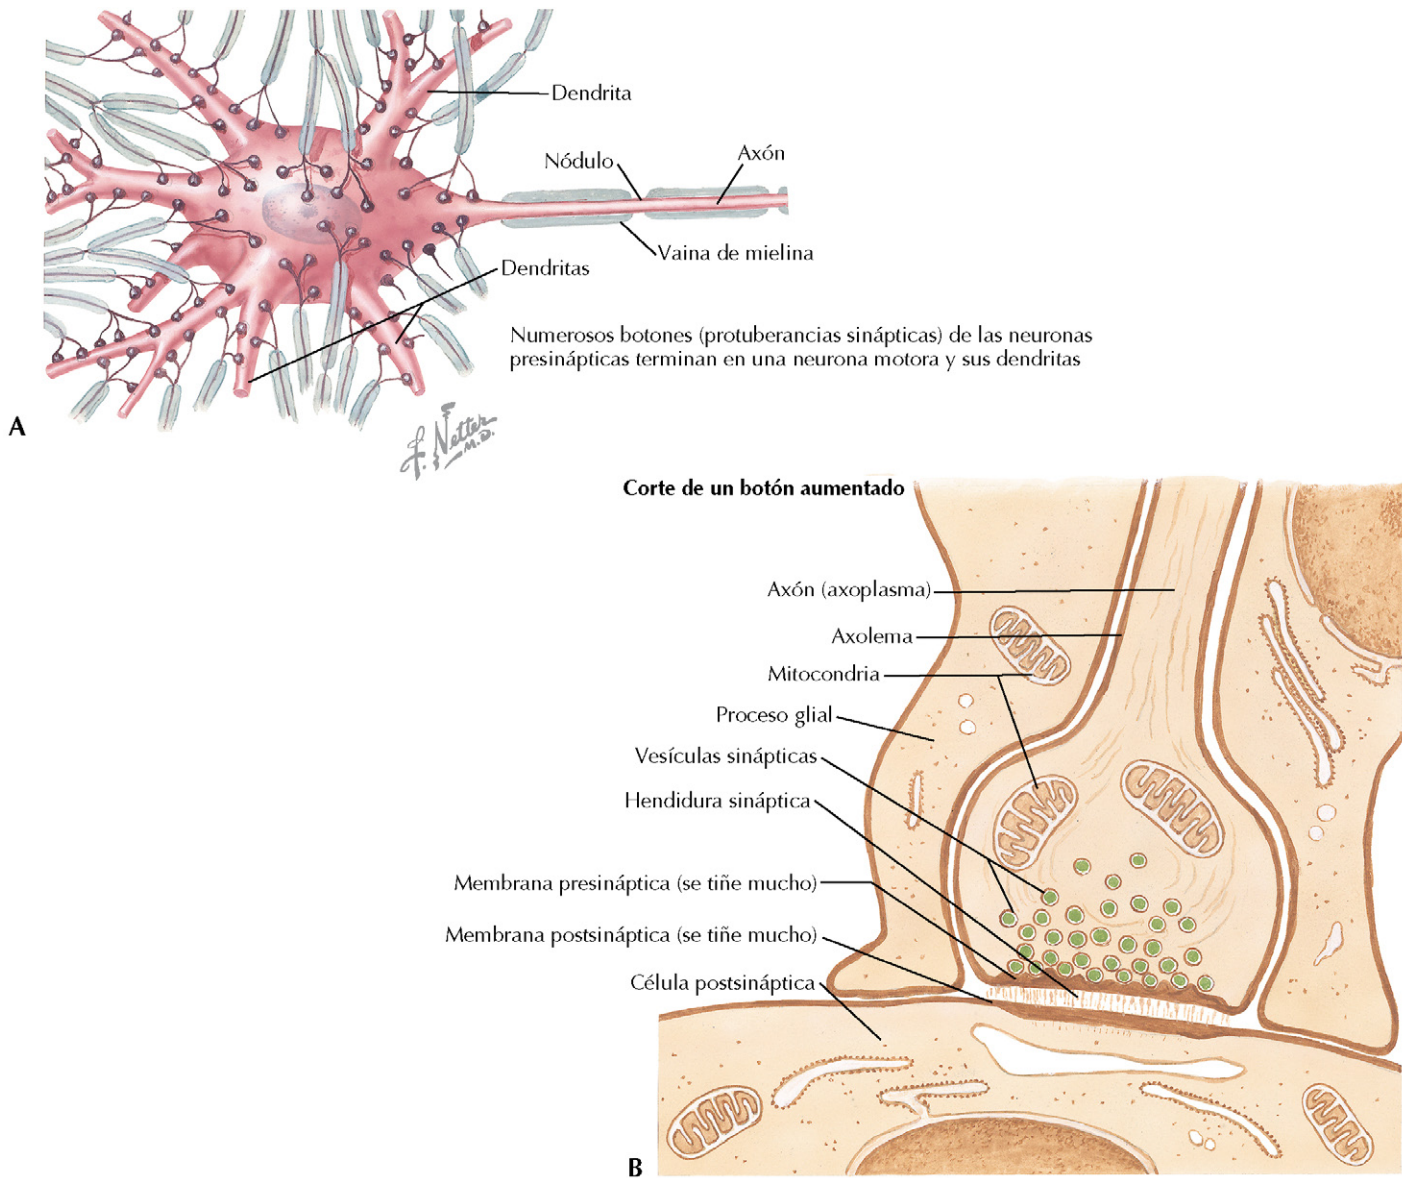 Dendrita
Nódulo
Axón
Vaina de mielina
Dendritas
Numerosos botones (protuberancias sinápticas) de las neuronas
presinápticas terminan en una neurona motora y sus dendritas
A
F. Netter
M.D.
Corte de un botón aumentado
Axón (axoplasma)
Axolema
Mitocondria
Proceso glial
Vesículas sinápticas
Hendidura sináptica
Membrana presináptica (se tiñe mucho)
Membrana postsináptica (se tiñe mucho)
Célula postsináptica
B